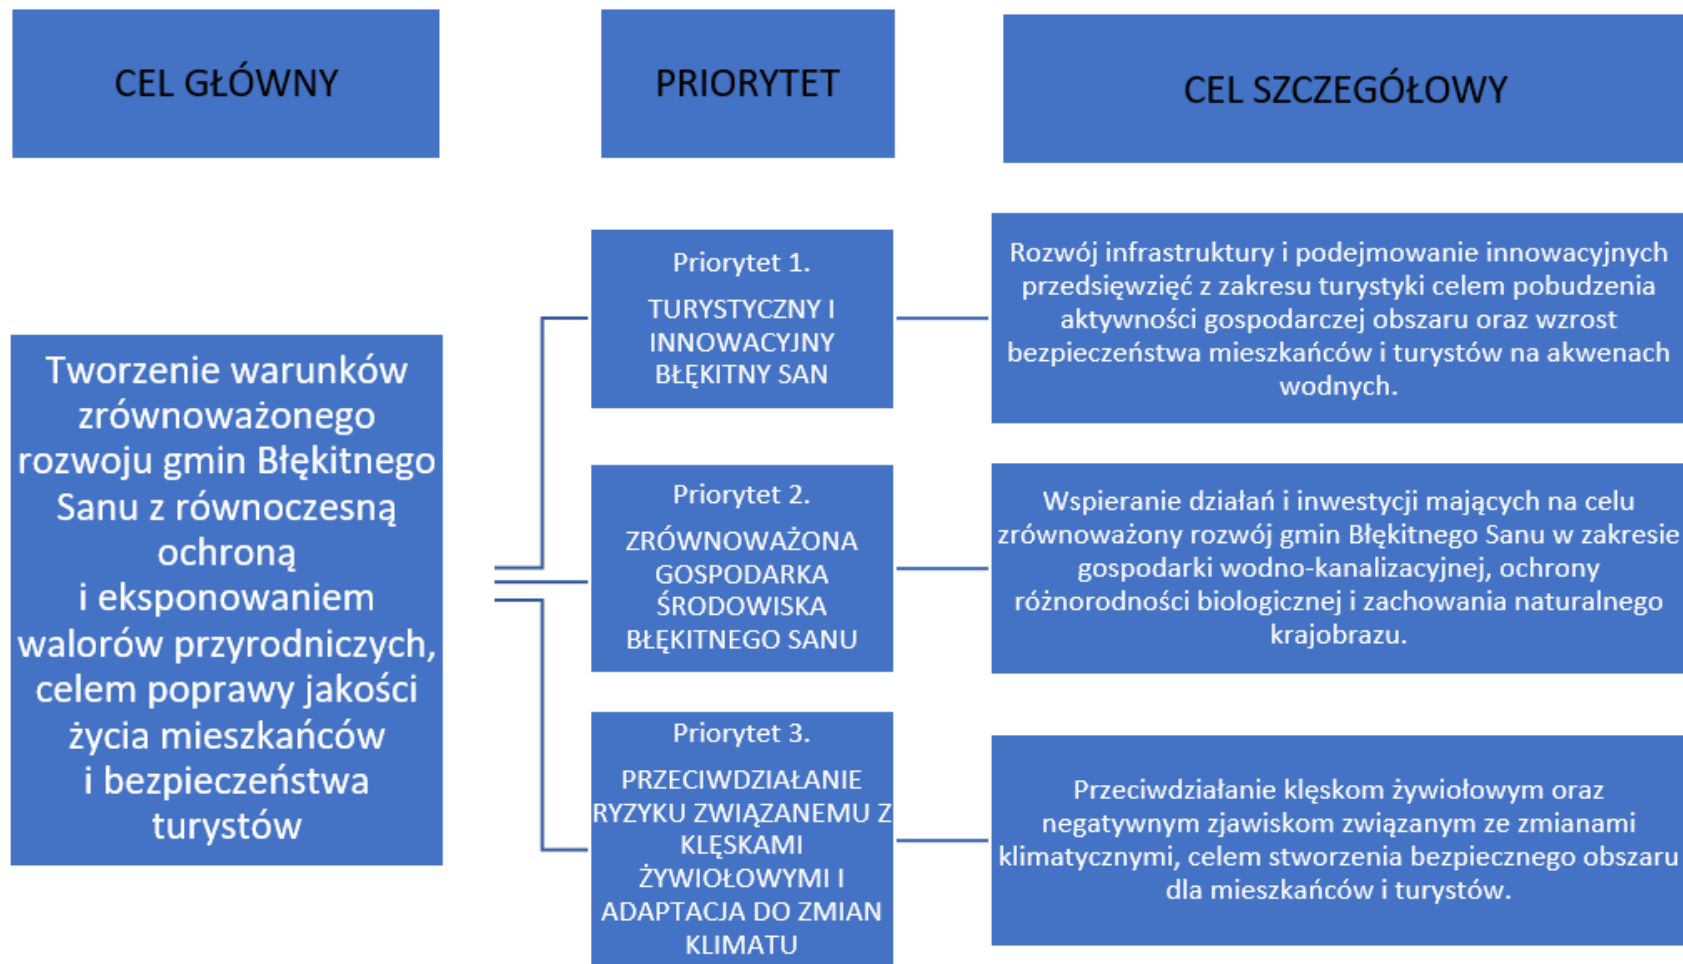 CEL GŁÓWNY
PRIORYTET
CEL SZCZEGÓŁOWY
Tworzenie warunków
zrównoważonego
rozwoju gmin Błękitnego
Sanu z równoczesną
ochroną
i eksponowaniem
walorów przyrodniczych,
celem poprawy jakości
życia mieszkańców
i bezpieczeństwa
turystów
Priorytet 1.
TURYSTYCZNY I
INNOWACYJNY
BŁĘKITNY SAN
Rozwój infrastruktury i podejmowanie innowacyjnych
przedsięwzięć z zakresu turystyki celem pobudzenia
aktywności gospodarczej obszaru oraz wzrost
bezpieczeństwa mieszkańców i turystów na akwenach
wodnych.
Priorytet 2.
ZRÓWNOWAŻONA
GOSPODARKA
ŚRODOWISKA
BŁĘKITNEGO SANU
Wspieranie działań i inwestycji mających na celu
zrównoważony rozwój gmin Błękitnego Sanu w zakresie
gospodarki wodno-kanalizacyjnej, ochrony
różnorodności biologicznej i zachowania naturalnego
krajobrazu.
Priorytet 3.
PRZECIWDZIAŁANIE
RYZYKU ZWIĄZANEMU Z
KLĘSKAMI
ŻYWIOŁOWYMI I
ADAPTACJA DO ZMIAN
KLIMATU
Przeciwdziałanie klęskom żywiołowym oraz
negatywnym zjawiskom związanym ze zmianami
klimatycznymi, celem stworzenia bezpiecznego obszaru
dla mieszkańców i turystów.